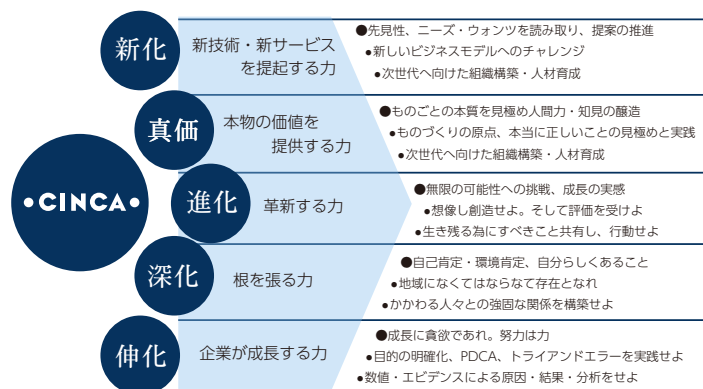 •CINCA•
新化
新技術・新サービス
を提起する力
●先見性、ニーズ・ウォンツを読み取り、提案の推進
●新しいビジネスモデルへのチャレンジ
●次世代へ向けた組織構築・人材育成
真価
本物の価値を
提供する力
●ものごとの本質を見極め人間力・知見の醸造
●ものづくりの原点、本当に正しいことの見極めと実践
●次世代へ向けた組織構築・人材育成
進化
革新する力
●無限の可能性への挑戦、成長の実感
●想像し創造せよ。そして評価を受けよ
●生き残る為にすべきこと共有し、行動せよ
深化
根を張る力
●自己肯定・環境肯定、自分らしくあること
●地域になくてはならなて存在となれ
●かかわる人々との強固な関係を構築せよ
伸化
企業が成長する力
●成長に貪欲であれ。努力は力
●目的の明確化、PDCA、トライアンドエラーを実践せよ
●数値・エビデンスによる原因・結果・分析をせよ